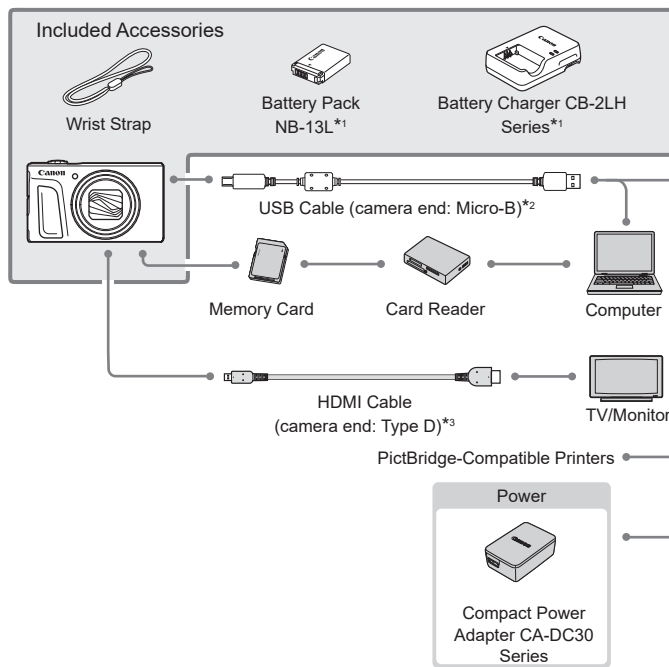 Included Accessories
Wrist Strap
Battery Pack
NB-13L*1
Battery Charger CB-2LH
Series*1
Canon
USB Cable (camera end: Micro-B)*2
Memory Card
Card Reader
Computer
HDMI Cable
(camera end: Type D)*3
TV/Monitor
PictBridge-Compatible Printers
Power
Compact Power
Adapter CA-DC30
Series